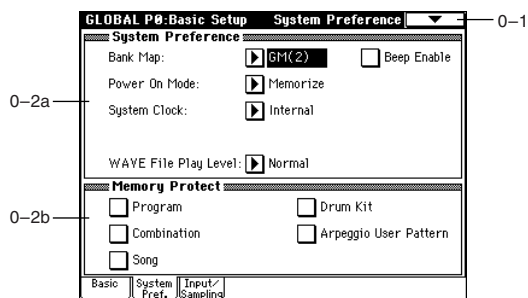 GLOBAL P0:Basic Setup System Preference
0–1
System Preference
Bank Map: GM(2) Beep Enable
Power On Mode: Memorize
0–2a
System Clock: Internal
WAVE File Play Level: Normal
Memory Protect
Program Drum Kit
0–2b
Combination Arpeggio User Pattern
Song
Basic System Pref. Input/Sampling